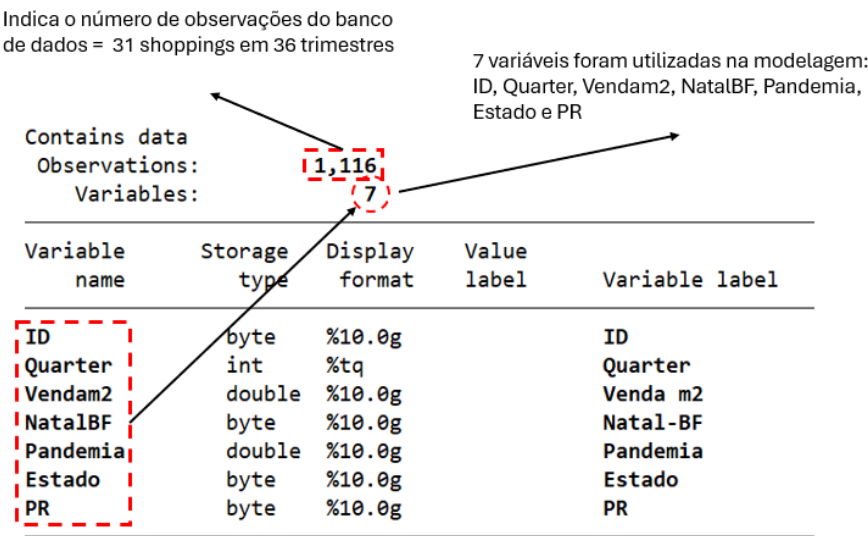 Indica o número de observações do banco
de dados = 31 shoppings em 36 trimestres
7 variáveis foram utilizadas na modelagem:
ID, Quarter, Vendam2, NatalBF, Pandemia,
Estado e PR
Contains data
Observations: 1,116
Variables: 7
Variable Storage Display Value
name type format label Variable label
ID byte %10.0g ID
Quarter int %tq Quarter
Vendam2 double %10.0g Venda m2
NatalBF byte %10.0g Natal-BF
Pandemia double %10.0g Pandemia
Estado byte %10.0g Estado
PR byte %10.0g PR